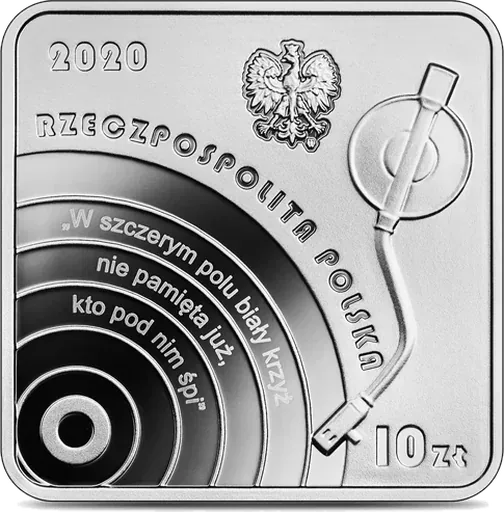 2020
RZECZPOSPOLITA POLSKA
„W szczerym polu biały krzyż
nie pamięta już,
kto pod nim śpi”
10 zł